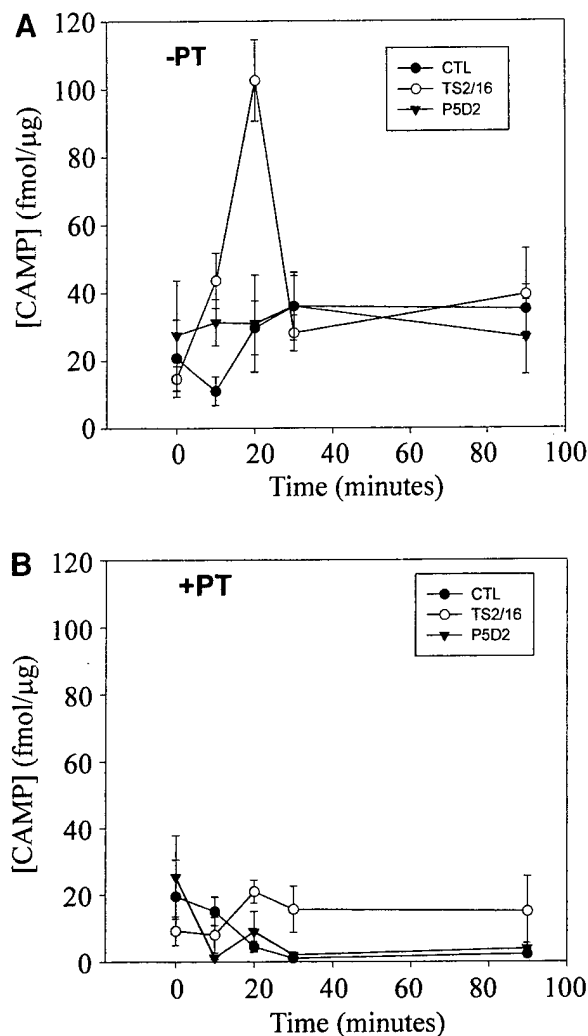 A
-PT
CTL
TS2/16
P5D2
120
100
80
60
40
20
0
[CAMP] (fmol/µg)
0 20 40 60 80 100
Time (minutes)
B
+PT
CTL
TS2/16
P5D2
120
100
80
60
40
20
0
[CAMP] (fmol/µg)
0 20 40 60 80 100
Time (minutes)